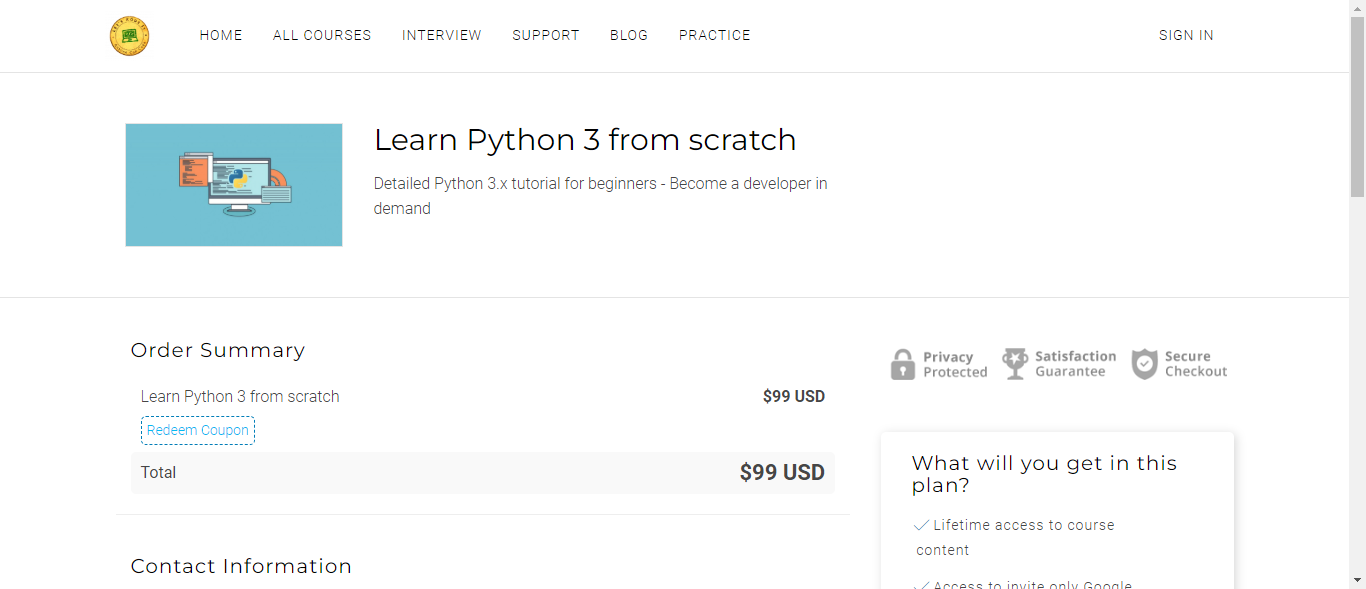 HOME ALL COURSES INTERVIEW SUPPORT BLOG PRACTICE SIGN IN
Learn Python 3 from scratch
Detailed Python 3.x tutorial for beginners - Become a developer in
demand
Order Summary
Learn Python 3 from scratch $99 USD
Redeem Coupon
Total $99 USD
Contact Information
Privacy
Protected
Satisfaction
Guarantee
Secure
Checkout
What will you get in this
plan?
Lifetime access to course
content
Access to invite only Google